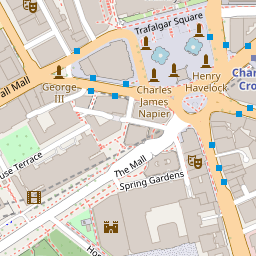 Trafalgar Square
all Mall
George
III
Charles
James
Napier
Henry
Havelock
Char
Cro
use Terrace
The Mall
Spring Gardens
Hor